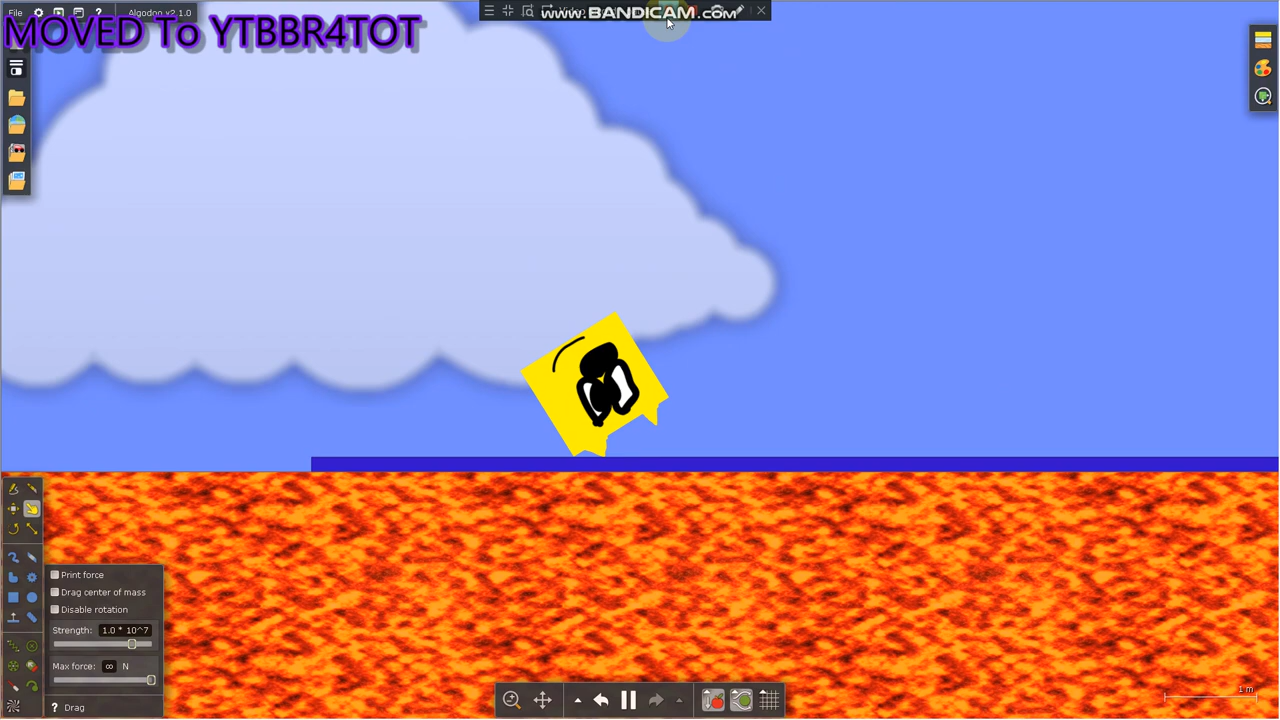 File
Algodoo v2.1.0
www.BANDICAM.com
MOVED To YTBBR4TOT
Print force
Drag center of mass
Disable rotation
Strength: 1.0 * 10^7
Max force: ∞ N
? Drag
1 m